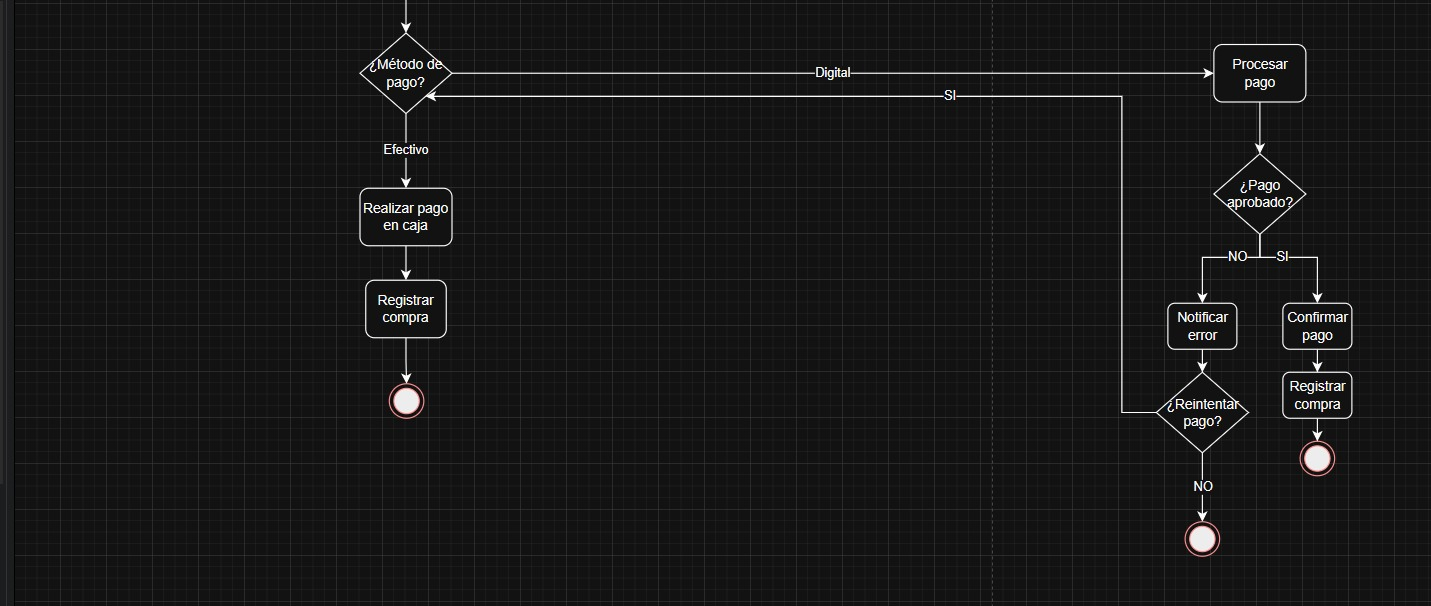 ¿Método de
pago?
Digital
Procesar
pago
SI
Efectivo
¿Pago
aprobado?
Realizar pago
en caja
NO
SI
Registrar
compra
Notificar
error
Confirmar
pago
¿Reintentar
pago?
Registrar
compra
NO